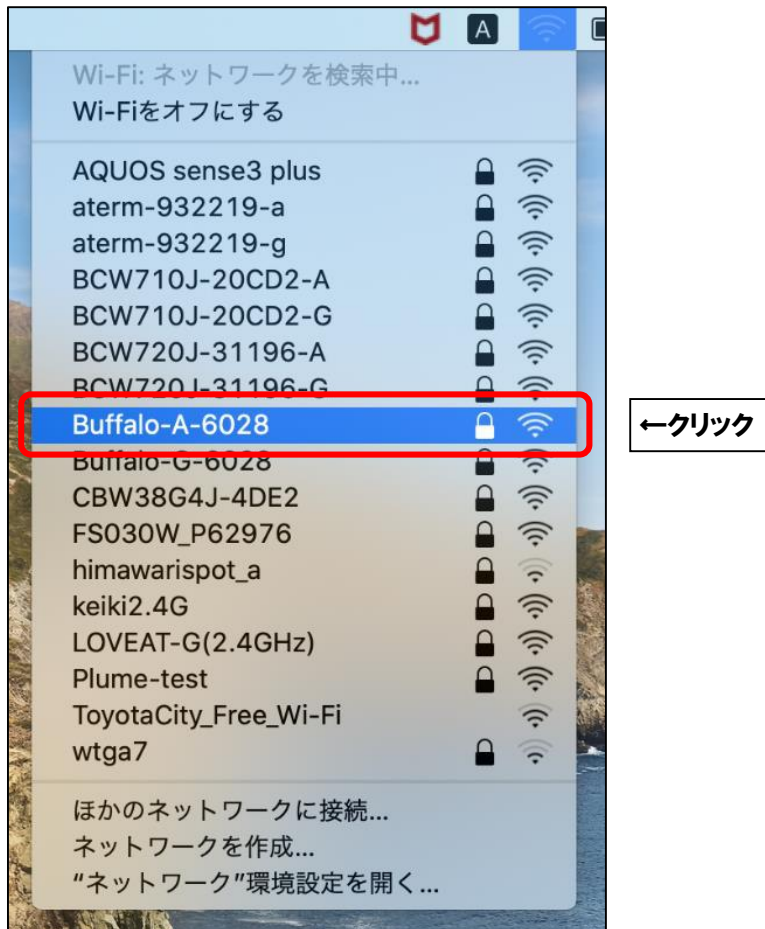 A
Wi-Fi: ネットワークを検索中...
Wi-Fiをオフにする
AQUOS sense3 plus
aterm-932219-a
aterm-932219-g
BCW710J-20CD2-A
BCW710J-20CD2-G
BCW720J-31196-A
BCW720J-31196-G
Buffalo-A-6028
←クリック
Buffalo-G-6028
CBW38G4J-4DE2
FS030W_P62976
himawarispot_a
keiki2.4G
LOVEAT-G(2.4GHz)
Plume-test
ToyotaCity_Free_Wi-Fi
wtga7
ほかのネットワークに接続...
ネットワークを作成...
“ネットワーク”環境設定を開く...